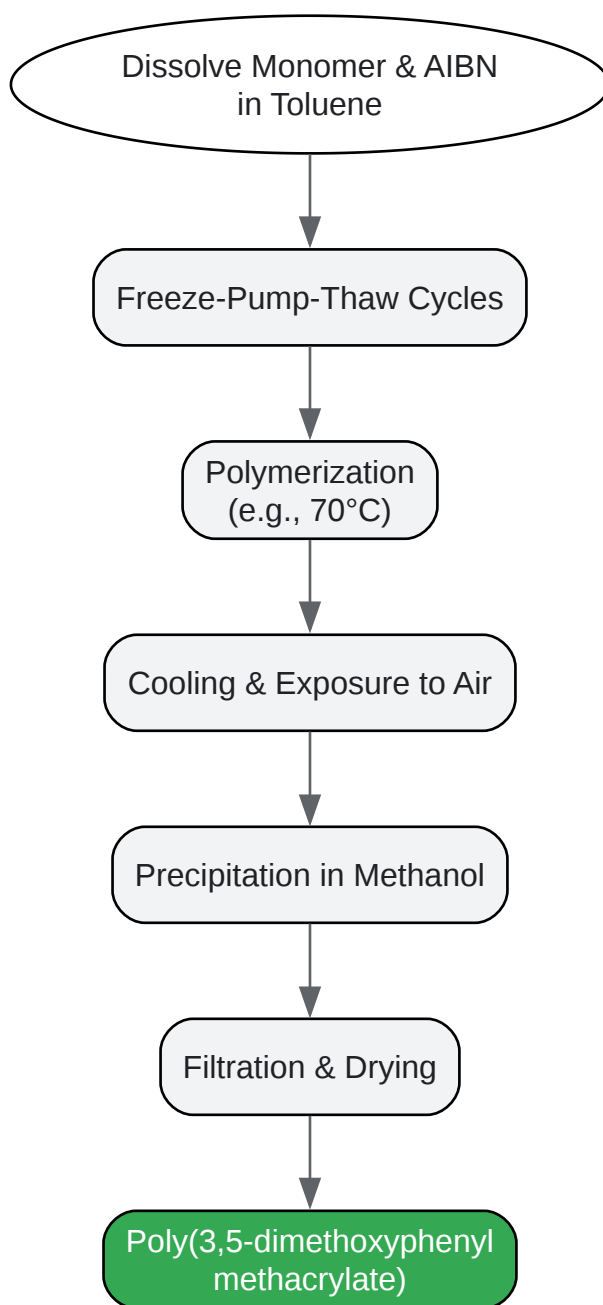 Dissolve Monomer & AIBN
in Toluene
Freeze-Pump-Thaw Cycles
Polymerization
(e.g., 70°C)
Cooling & Exposure to Air
Precipitation in Methanol
Filtration & Drying
Poly(3,5-dimethoxyphenyl
methacrylate)